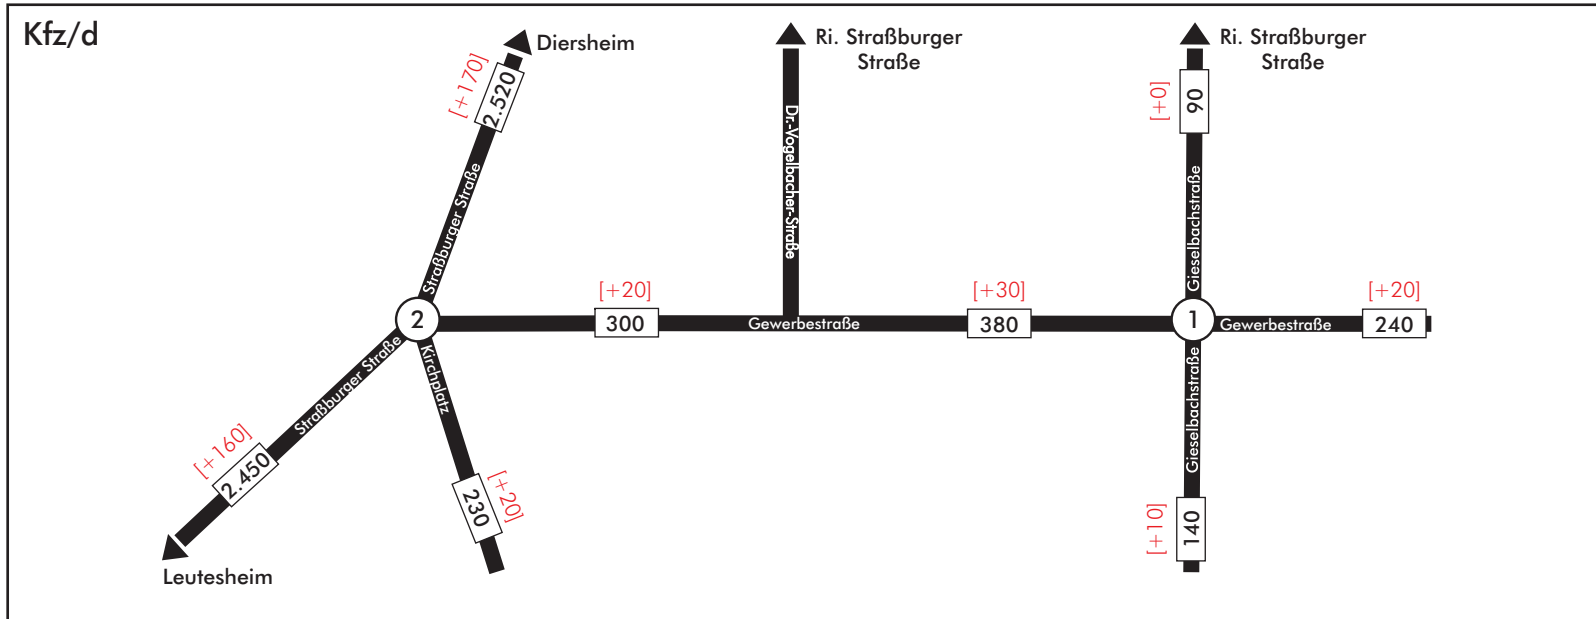 Kfz/d
Diersheim
[+170]
2.520
Straßburger Straße
Ri. Straßburger
Straße
Dr.-Vogelbacher-Straße
Ri. Straßburger
Straße
[+0]
90
Gieselbachstraße
2
[+20]
300
Gewerbestraße
[+30]
380
1
Gewerbestraße
[+20]
240
Straßburger Straße
[+160]
2.450
Leutesheim
Kirchplatz
[+20]
230
Gieselbachstraße
[+10]
140